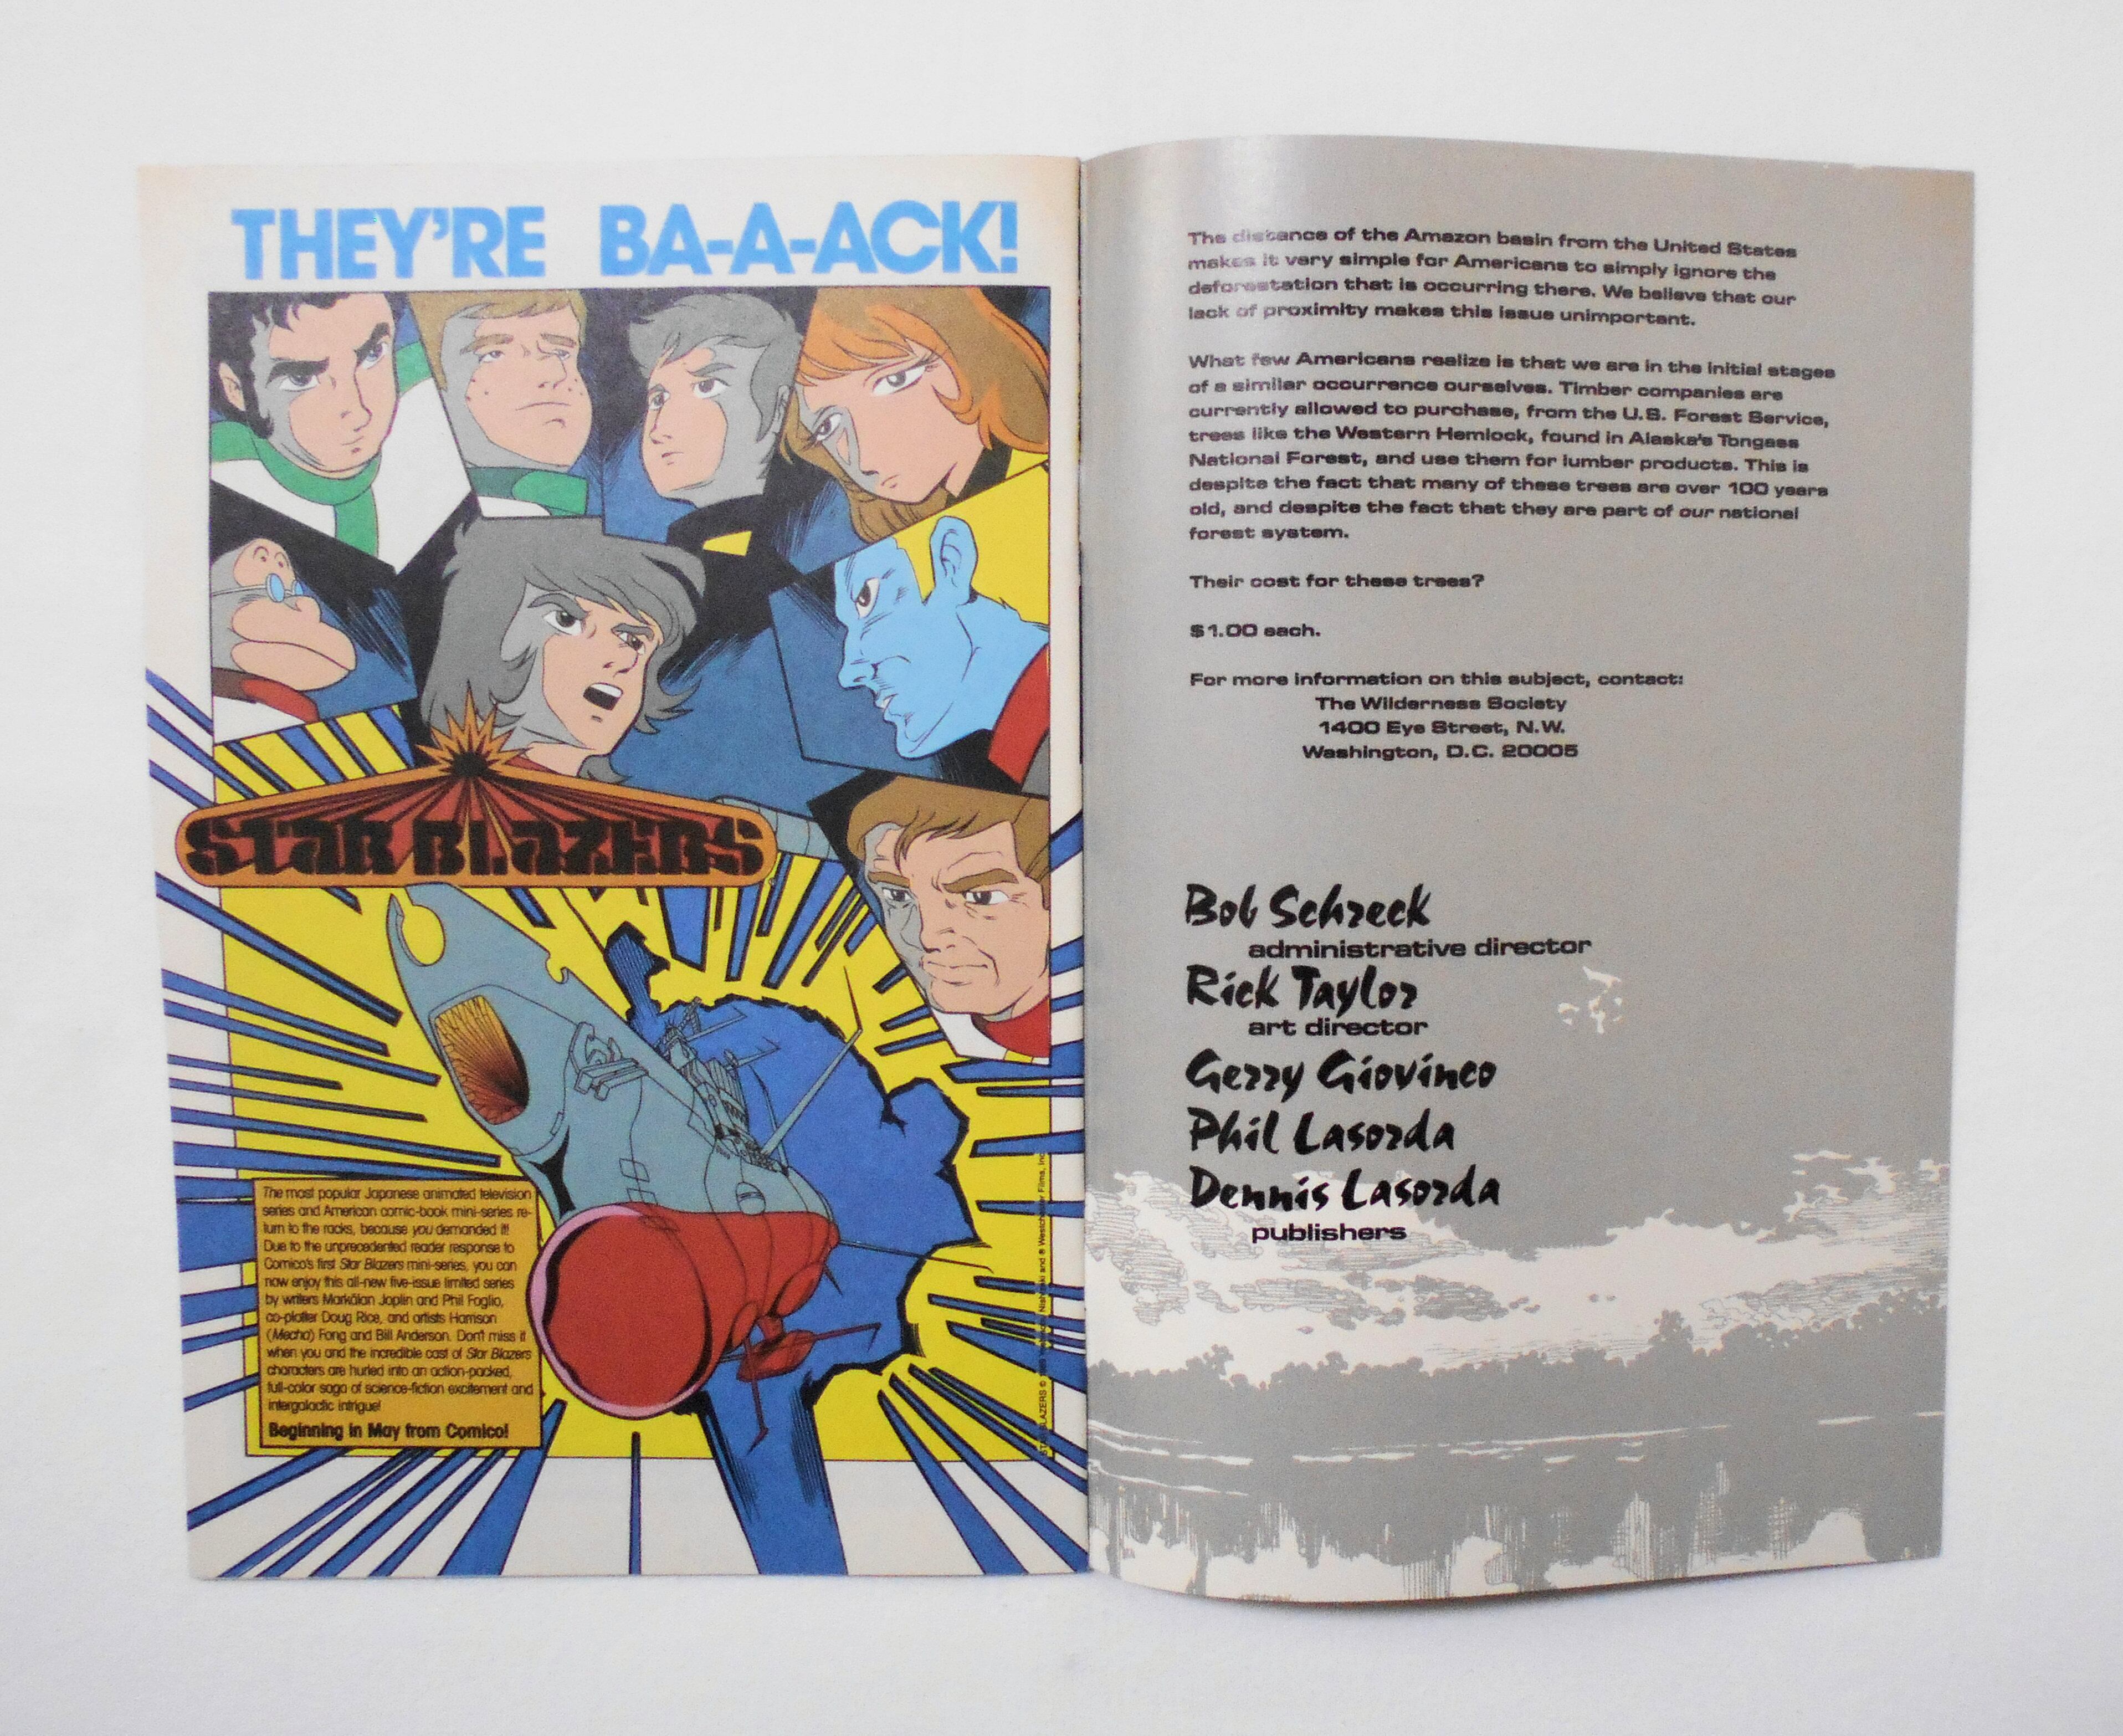 THEY'RE BA-A-ACK!
STAR BLAZERS
The most popular Japanese animated television
series and American comic-book mini-series re-
turn to the racks, because you demanded it!
Due to the unprecedented reader response to
Comico's first Star Blazers mini-series, you can
now enjoy this all-new five-issue limited series
by writers Markalan Joplin and Phil Foglio,
co-plotter Doug Rice, and artists Harrison
(Mecha) Fong and Bill Anderson. Don't miss it
when you and the incredible cast of Star Blazers
characters are hurled into an action-packed,
full-color saga of science-fiction excitement and
intergalactic intrigue!
Beginning in May from Comico!
BLAZERS © Nishizaki and ® Westchester Films, Inc.
The distance of the Amazon basin from the United States
makes it very simple for Americans to simply ignore the
deforestation that is occurring there. We believe that our
lack of proximity makes this issue unimportant.
What few Americans realize is that we are in the initial stages
of a similar occurrence ourselves. Timber companies are
currently allowed to purchase, from the U.S. Forest Service,
trees like the Western Hemlock, found in Alaska's Tongass
National Forest, and use them for lumber products. This is
despite the fact that many of these trees are over 100 years
old, and despite the fact that they are part of our national
forest system.
Their cost for these trees?
$1.00 each.
For more information on this subject, contact:
The Wilderness Society
1400 Eye Street, N.W.
Washington, D.C. 20005
Bob Schreck
administrative director
Rick Taylor
art director
Gerry Giovinco
Phil Lasorda
Dennis Lasorda
publishers